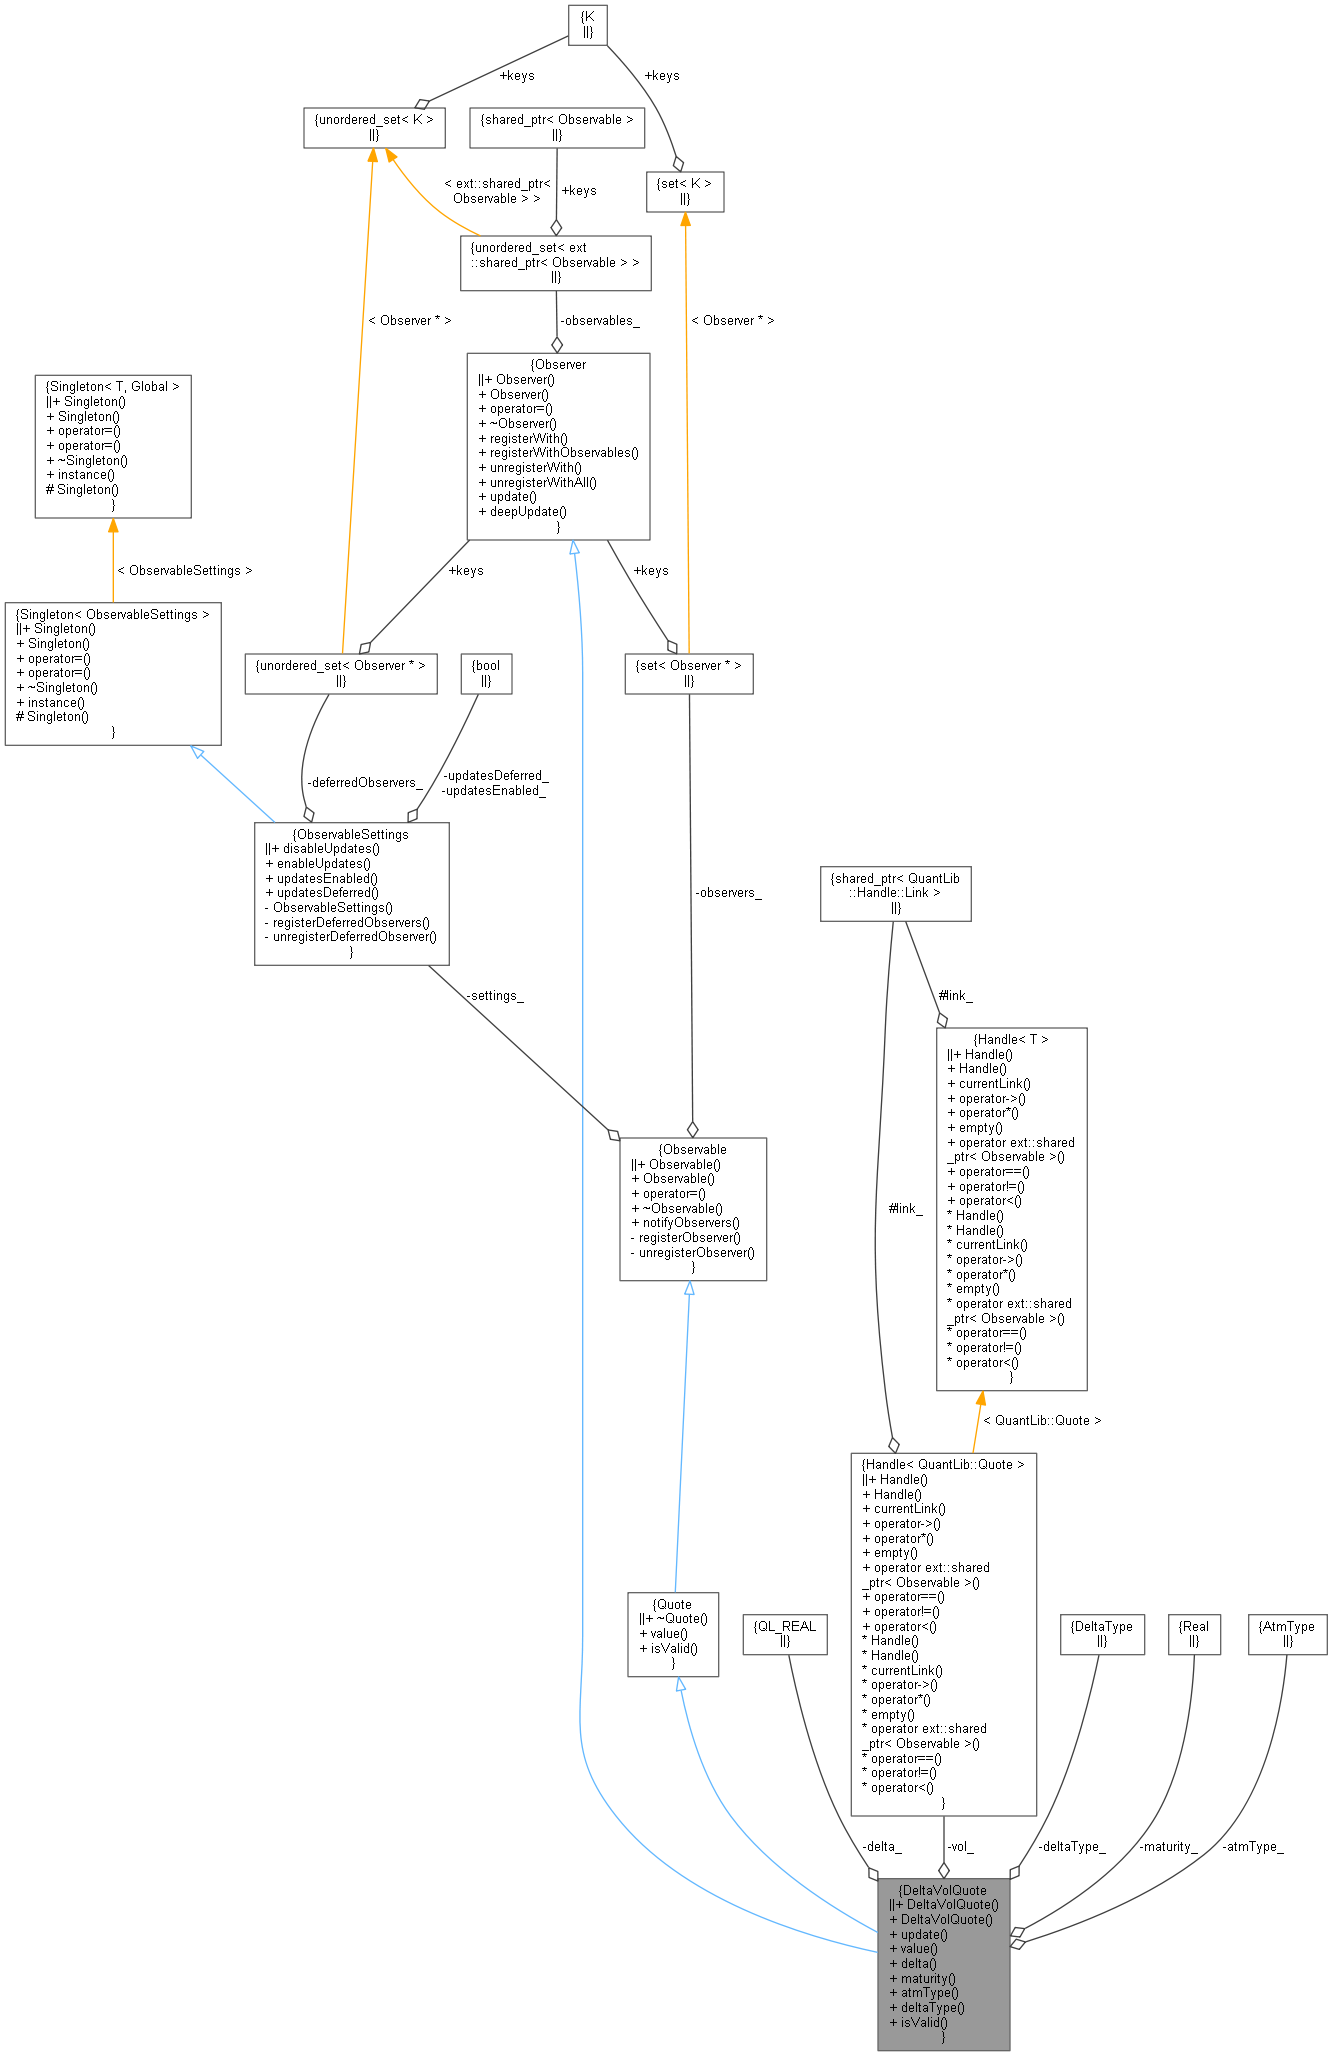 {K
||}
+keys
+keys
{unordered_set< K >
||}
{shared_ptr< Observable >
||}
{set< K >
||}
< ext::shared_ptr<
Observable > >
+keys
{unordered_set< ext
::shared_ptr< Observable > >
||}
< Observer * >
-observables_
< Observer * >
{Observer
||+ Observer()
+ Observer()
+ operator=()
+ ~Observer()
+ registerWith()
+ registerWithObservables()
+ unregisterWith()
+ unregisterWithAll()
+ update()
+ deepUpdate()
}
{Singleton< T, Global >
||+ Singleton()
+ Singleton()
+ operator=()
+ operator=()
+ ~Singleton()
+ instance()
# Singleton()
}
< ObservableSettings >
+keys
+keys
{Singleton< ObservableSettings >
||+ Singleton()
+ Singleton()
+ operator=()
+ operator=()
+ ~Singleton()
+ instance()
# Singleton()
}
{unordered_set< Observer * >
||}
{bool
||}
{set< Observer * >
||}
-deferredObservers_
-updatesDeferred_
-updatesEnabled_
{ObservableSettings
||+ disableUpdates()
+ enableUpdates()
+ updatesEnabled()
+ updatesDeferred()
- ObservableSettings()
- registerDeferredObservers()
- unregisterDeferredObserver()
}
-observers_
{shared_ptr< QuantLib
::Handle::Link >
||}
-settings_
#link_
{Handle< T >
||+ Handle()
+ Handle()
+ currentLink()
+ operator->()
+ operator*()
+ empty()
+ operator ext::shared
_ptr< Observable >()
+ operator==()
+ operator!=()
+ operator<()
* Handle()
* Handle()
* currentLink()
* operator->()
* operator*()
* empty()
* operator ext::shared
_ptr< Observable >()
* operator==()
* operator!=()
* operator<()
}
{Observable
||+ Observable()
+ Observable()
+ operator=()
+ ~Observable()
+ notifyObservers()
- registerObserver()
- unregisterObserver()
}
#link_
< QuantLib::Quote >
{Handle< QuantLib::Quote >
||+ Handle()
+ Handle()
+ currentLink()
+ operator->()
+ operator*()
+ empty()
+ operator ext::shared
_ptr< Observable >()
+ operator==()
+ operator!=()
+ operator<()
* Handle()
* Handle()
* currentLink()
* operator->()
* operator*()
* empty()
* operator ext::shared
_ptr< Observable >()
* operator==()
* operator!=()
* operator<()
}
{Quote
||+ ~Quote()
+ value()
+ isValid()
}
{QL_REAL
||}
{DeltaType
||}
{Real
||}
{AtmType
||}
-delta_
-vol_
-deltaType_
-maturity_
-atmType_
{DeltaVolQuote
||+ DeltaVolQuote()
+ DeltaVolQuote()
+ update()
+ value()
+ delta()
+ maturity()
+ atmType()
+ deltaType()
+ isValid()
}